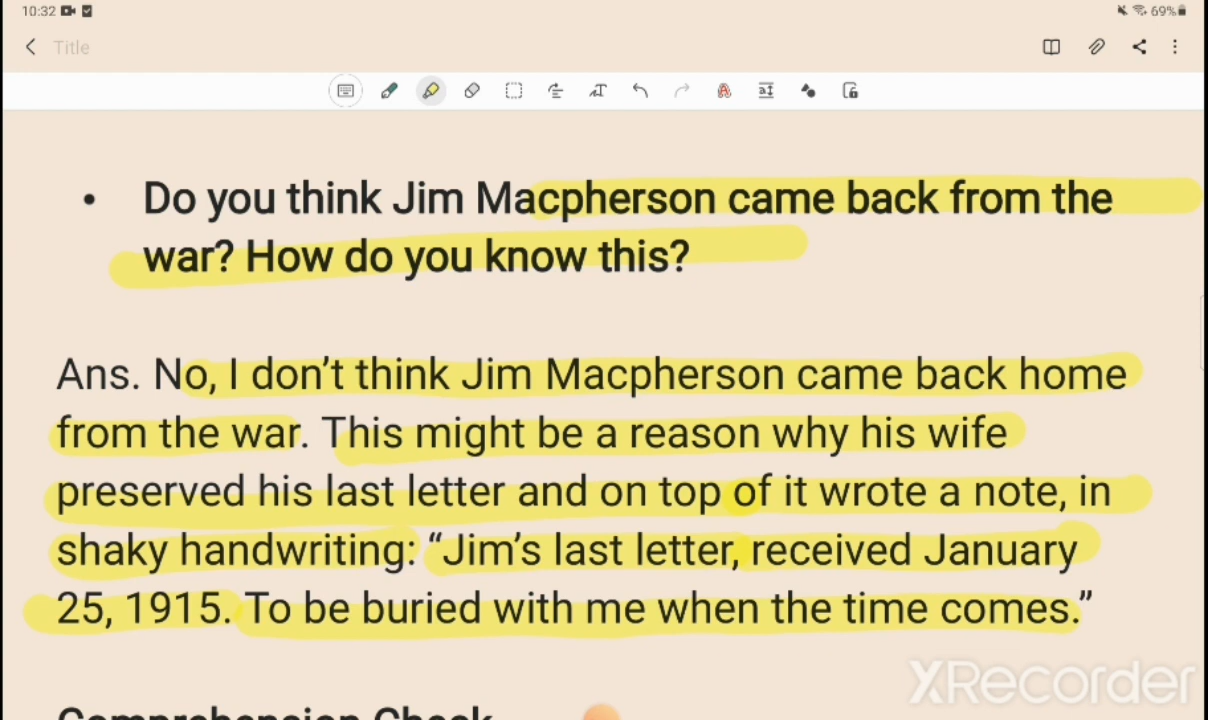 10:32
69%
Title
• Do you think Jim Macpherson came back from the
war? How do you know this?
Ans. No, I don’t think Jim Macpherson came back home
from the war. This might be a reason why his wife
preserved his last letter and on top of it wrote a note, in
shaky handwriting: “Jim’s last letter, received January
25, 1915. To be buried with me when the time comes.”
XRecorder
Comprehension Check